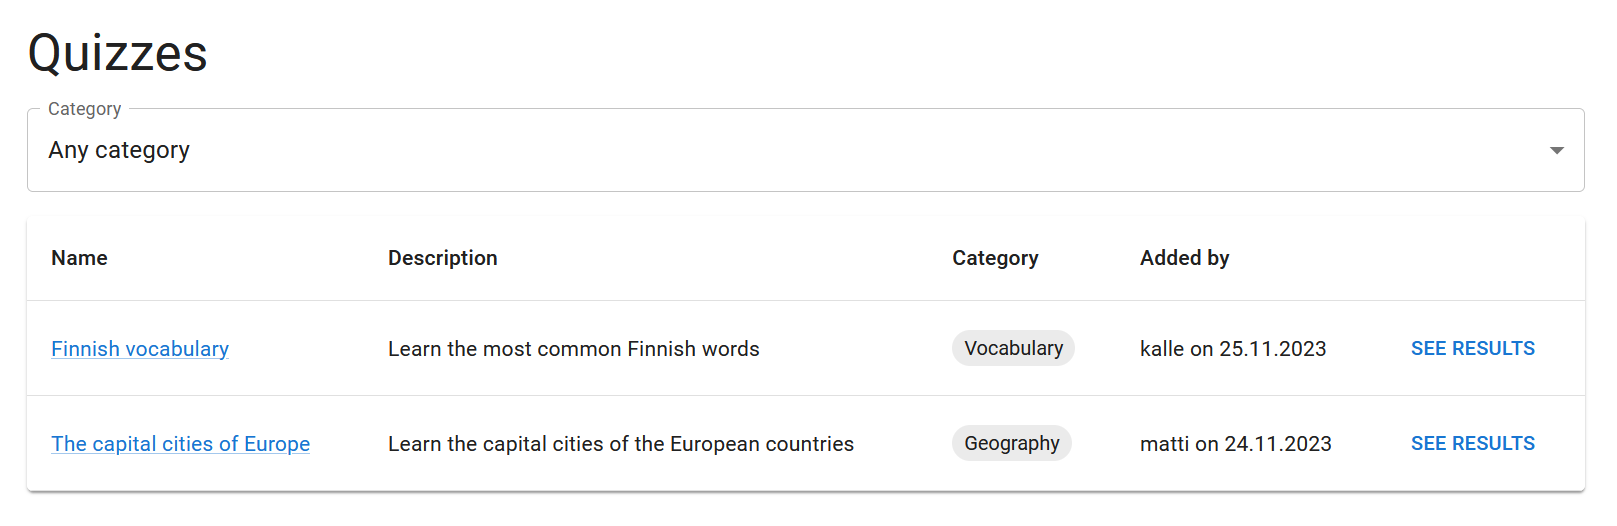 Quizzes
Category
Any category
Name Description Category Added by
Finnish vocabulary Learn the most common Finnish words Vocabulary kalle on 25.11.2023 SEE RESULTS
The capital cities of Europe Learn the capital cities of the European countries Geography matti on 24.11.2023 SEE RESULTS